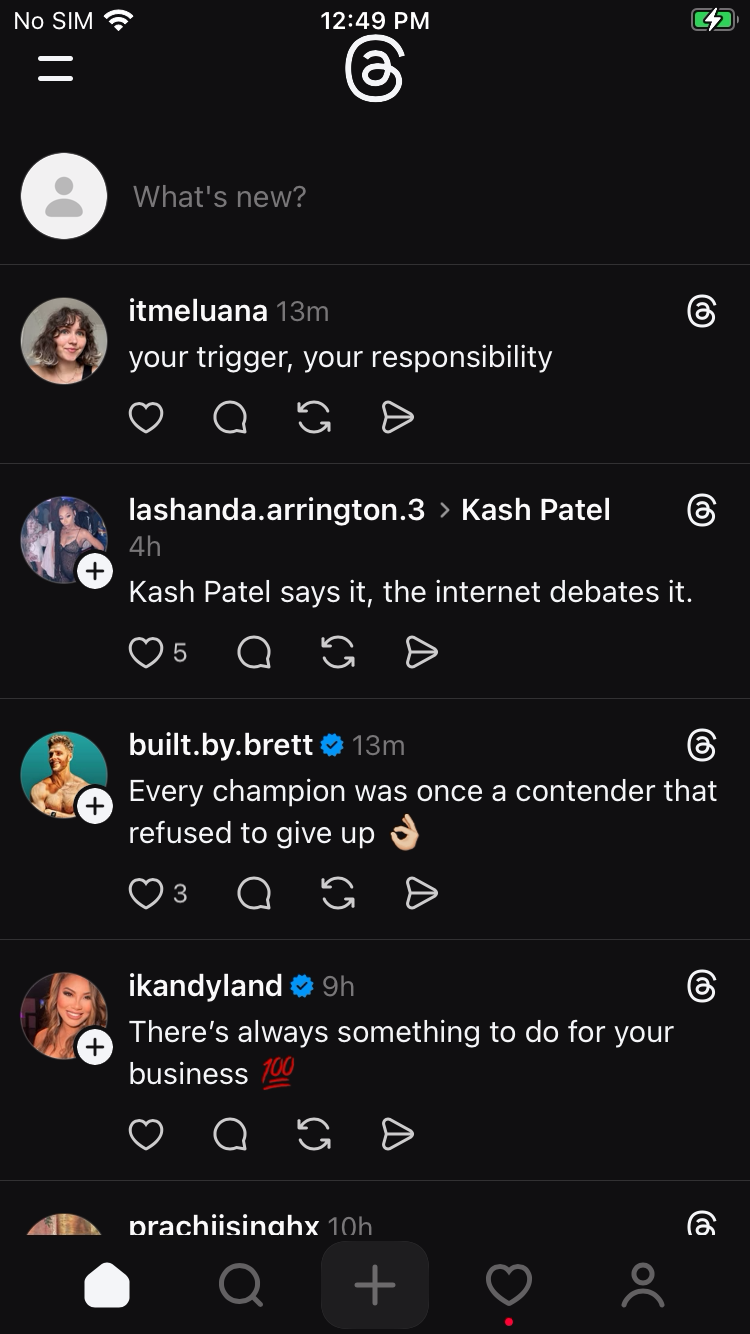 No SIM 12:49 PM
What's new?
itmeluana 13m
your trigger, your responsibility
lashanda.arrington.3 > Kash Patel
4h
Kash Patel says it, the internet debates it.
5
built.by.brett 13m
Every champion was once a contender that
refused to give up 👌🏼
3
ikandyland 9h
There’s always something to do for your
business 💯
prachiisinghx 10h